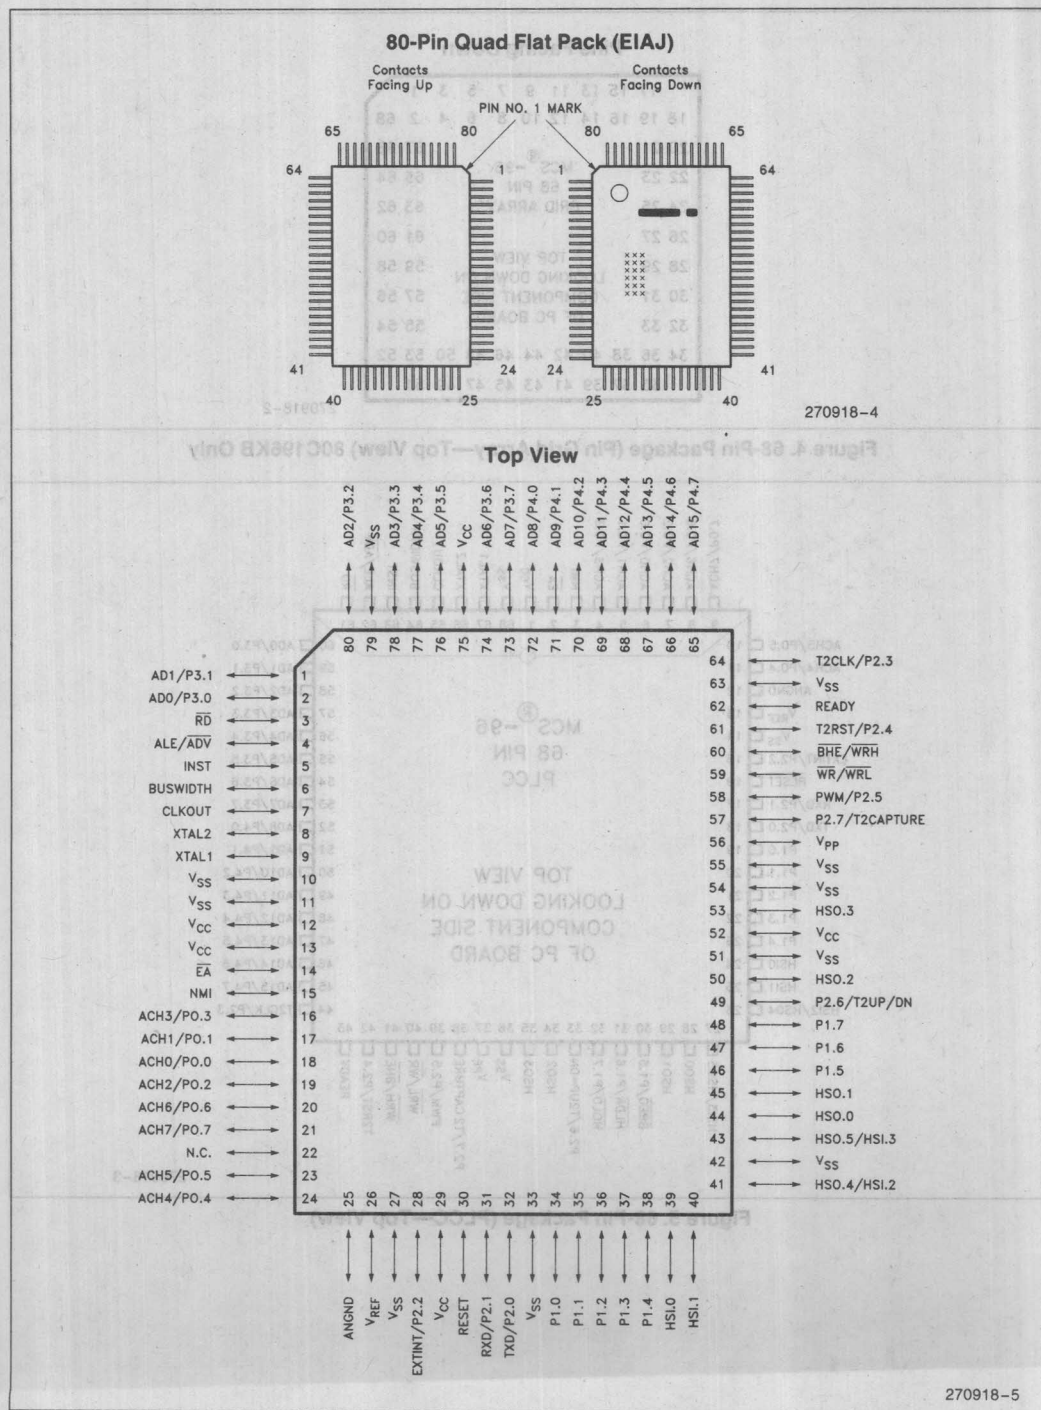 80-Pin Quad Flat Pack (EIAJ)
Contacts
Facing Up
Contacts
Facing Down
PIN NO. 1 MARK
65
80
80
65
64
1
1
64
41
24
24
41
40
25
25
40
270918-4
Top View
AD2/P3.2
VSS
AD3/P3.3
AD4/P3.4
AD5/P3.5
VCC
AD6/P3.6
AD7/P3.7
AD8/P4.0
AD9/P4.1
AD10/P4.2
AD11/P4.3
AD12/P4.4
AD13/P4.5
AD14/P4.6
AD15/P4.7
80 79 78 77 76 75 74 73 72 71 70 69 68 67 66 65
AD1/P3.1 1
AD0/P3.0 2
R̅D̅ 3
ALE/A̅D̅V̅ 4
INST 5
BUSWIDTH 6
CLKOUT 7
XTAL2 8
XTAL1 9
VSS 10
VSS 11
VCC 12
VCC 13
E̅A̅ 14
NMI 15
ACH3/P0.3 16
ACH1/P0.1 17
ACH0/P0.0 18
ACH2/P0.2 19
ACH6/P0.6 20
ACH7/P0.7 21
N.C. 22
ACH5/P0.5 23
ACH4/P0.4 24
64 T2CLK/P2.3
63 VSS
62 READY
61 T2RST/P2.4
60 B̅H̅E̅/W̅R̅H̅
59 W̅R̅/W̅R̅L̅
58 PWM/P2.5
57 P2.7/T2CAPTURE
56 VPP
55 VSS
54 VSS
53 HSO.3
52 VCC
51 VSS
50 HSO.2
49 P2.6/T2UP/DN
48 P1.7
47 P1.6
46 P1.5
45 HSO.1
44 HSO.0
43 HSO.5/HSI.3
42 VSS
41 HSO.4/HSI.2
25 26 27 28 29 30 31 32 33 34 35 36 37 38 39 40
ANGND
VREF
VSS
EXTINT/P2.2
VCC
RESET
RXD/P2.1
TXD/P2.0
VSS
P1.0
P1.1
P1.2
P1.3
P1.4
HSI.0
HSI.1
270918-5